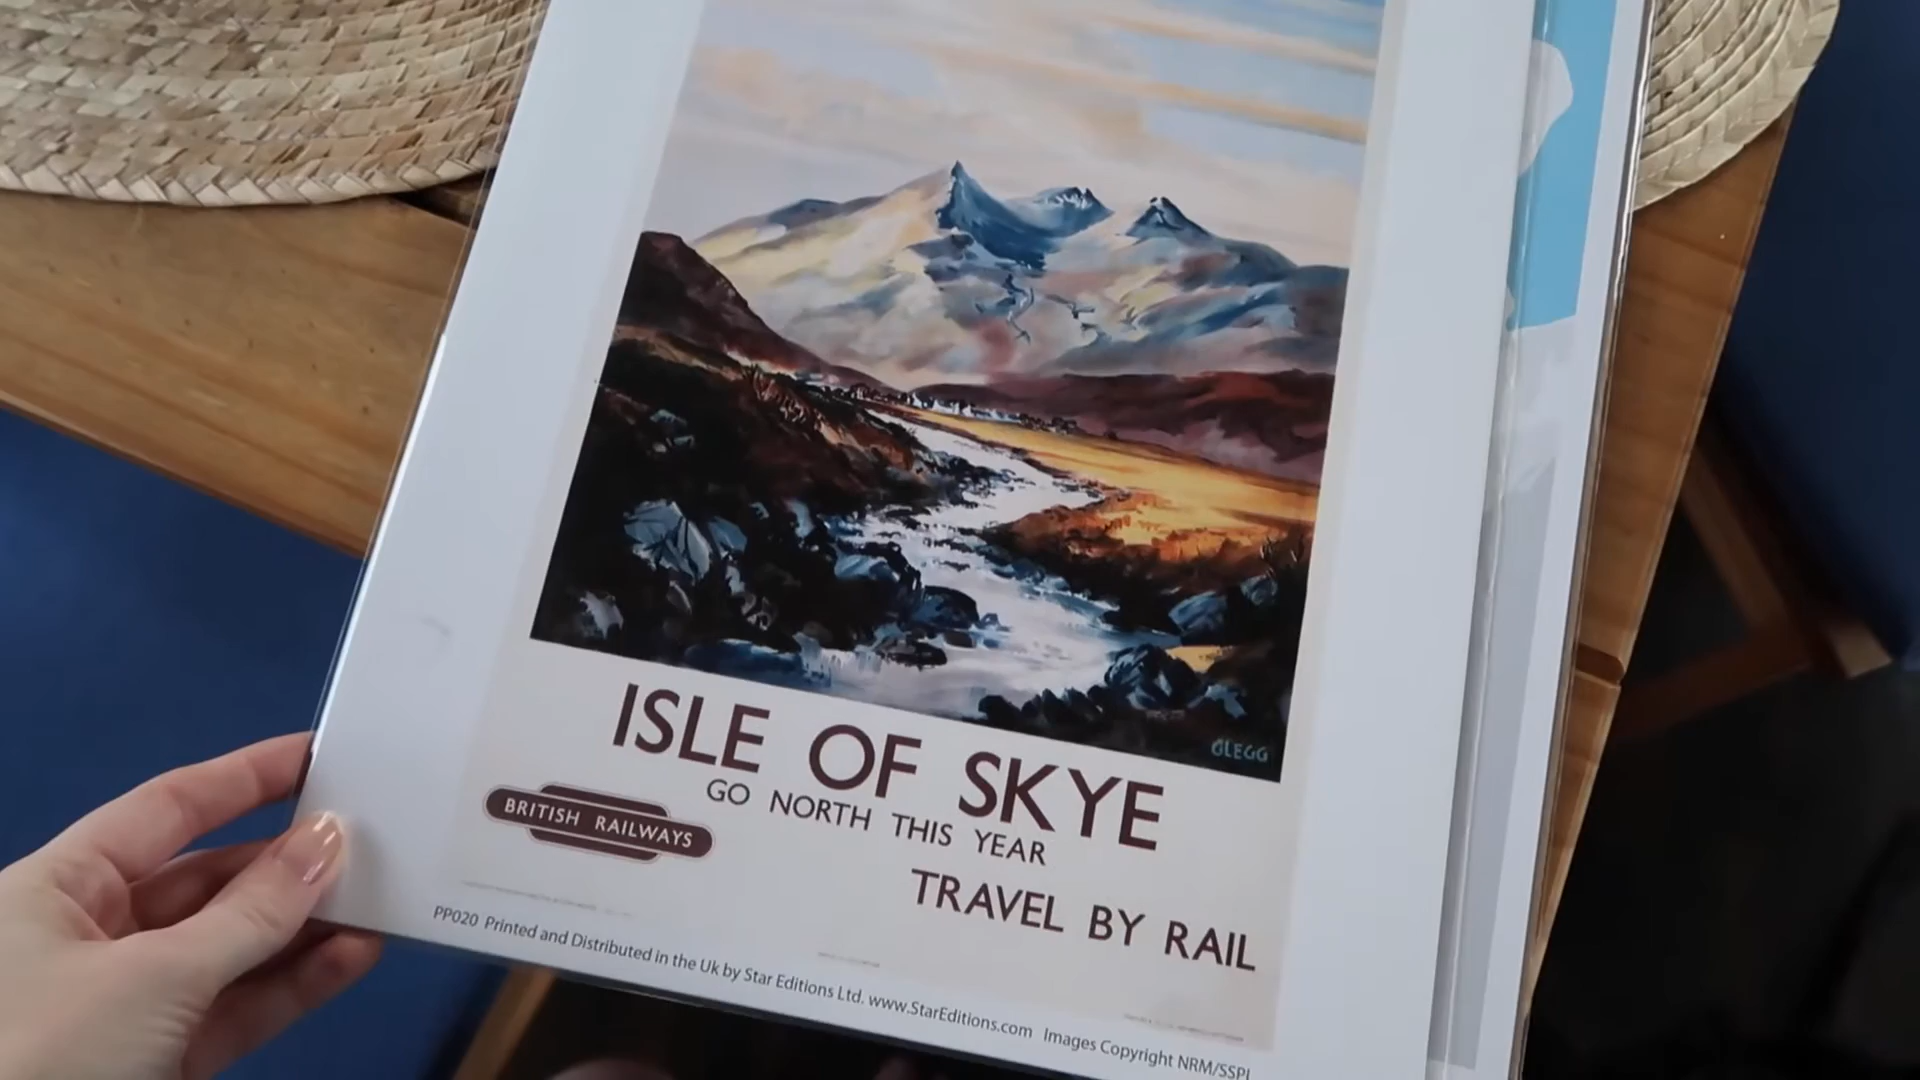 GLEGG
ISLE OF SKYE
GO NORTH THIS YEAR
BRITISH RAILWAYS
TRAVEL BY RAIL
PP020 Printed and Distributed in the Uk by Star Editions Ltd. www.StarEditions.com Images Copyright NRM/SSPL